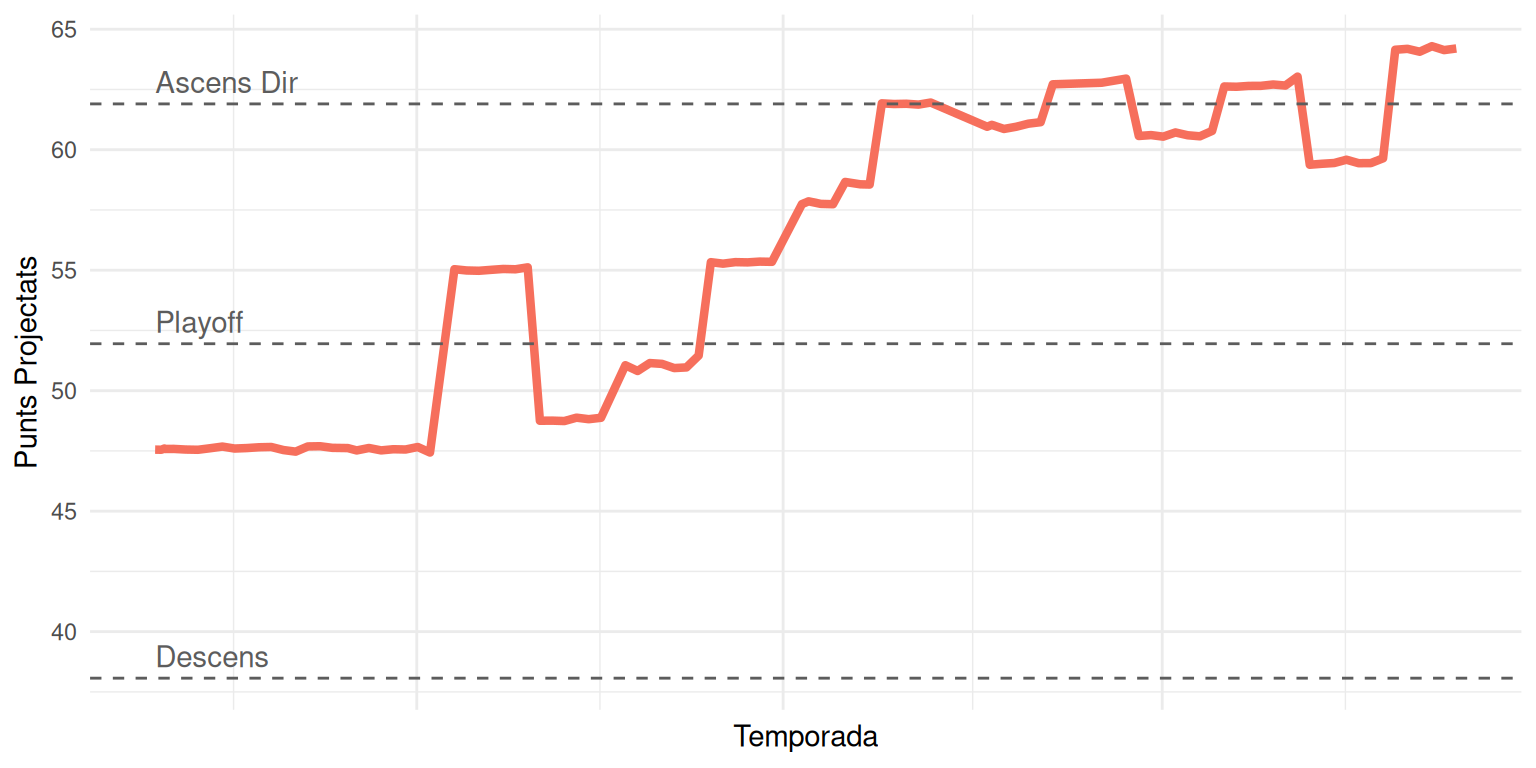 65
Ascens Dir
60
55
Playoff
50
45
40
Descens
Punts Projectats
Temporada